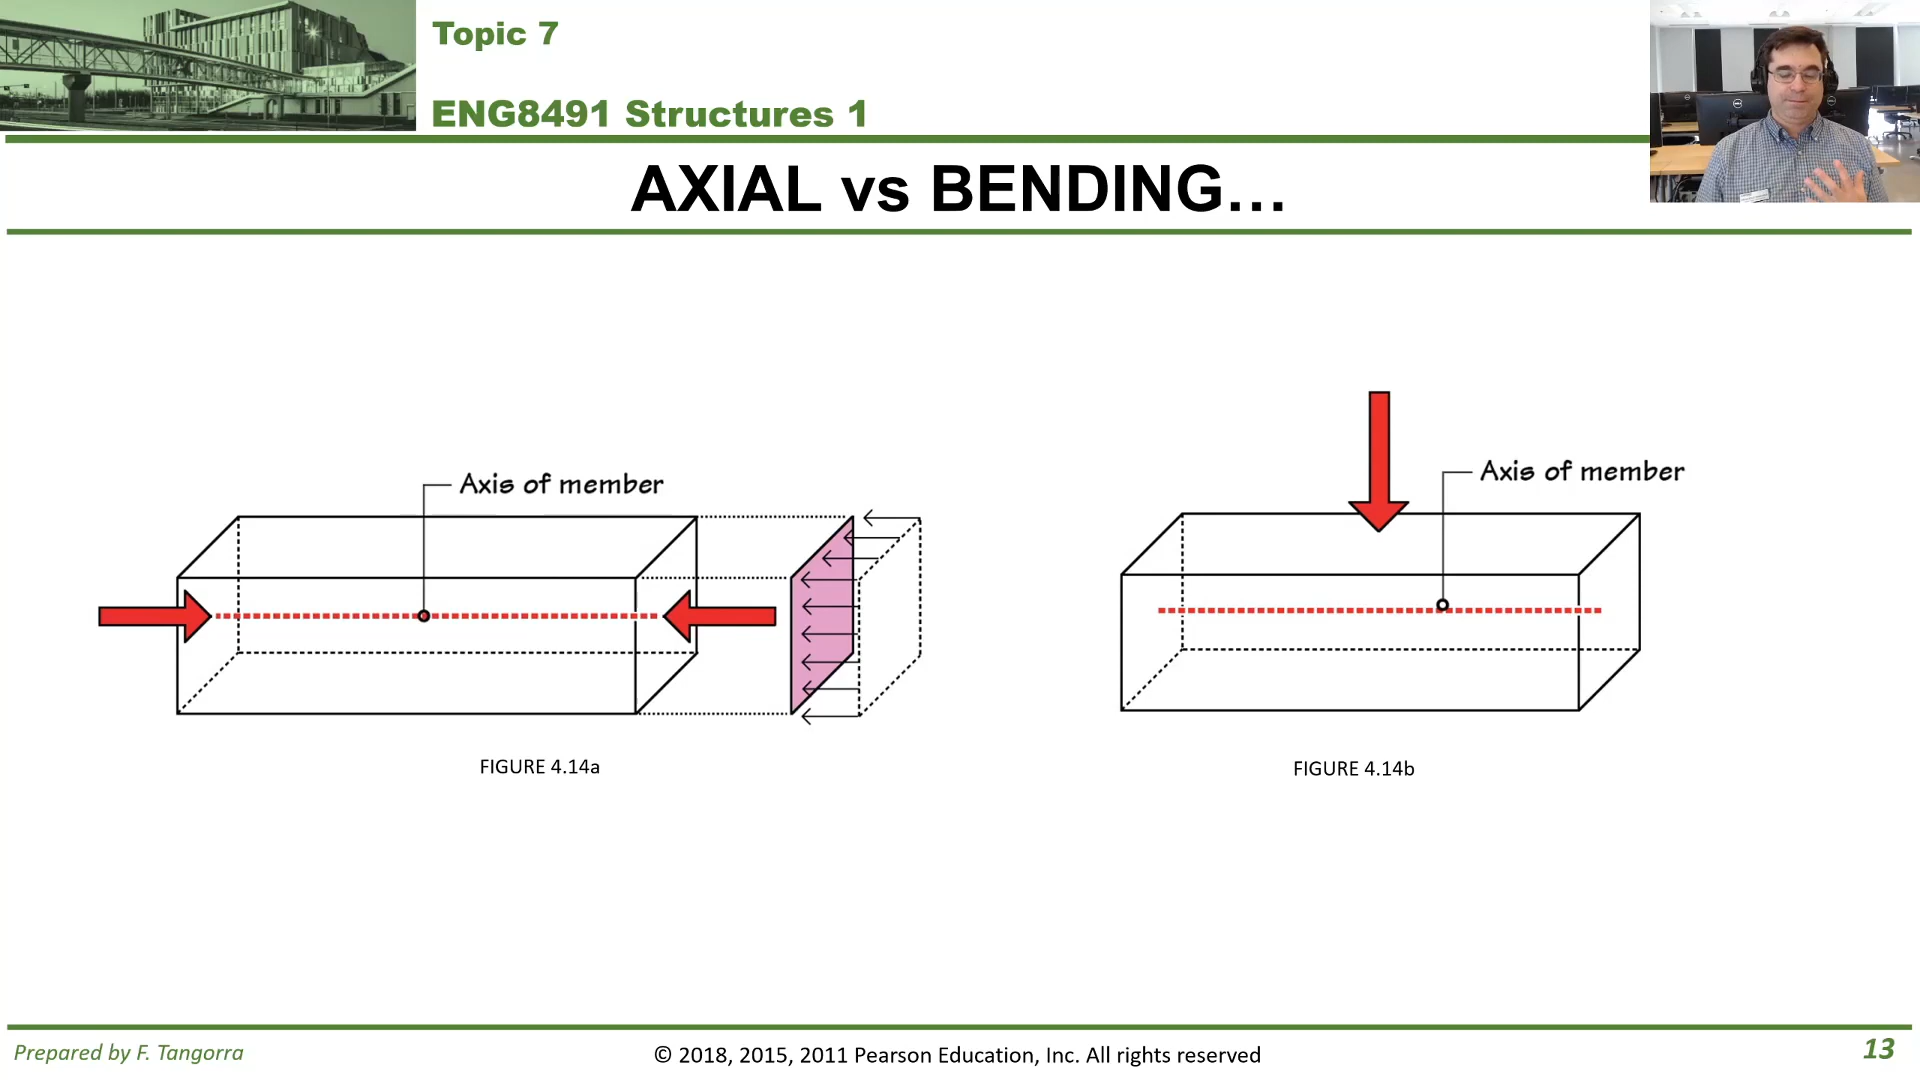 Topic 7
ENG8491 Structures 1
AXIAL vs BENDING…
Axis of member
Axis of member
FIGURE 4.14a
FIGURE 4.14b
Prepared by F. Tangorra
© 2018, 2015, 2011 Pearson Education, Inc. All rights reserved
13